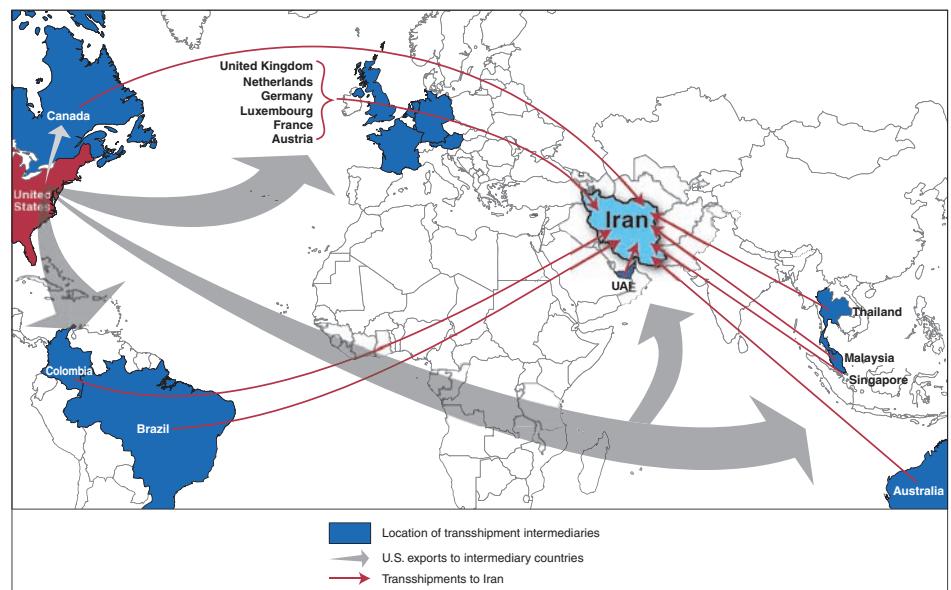 United Kingdom
Netherlands
Germany
Luxembourg
France
Austria
Canada
United
States
Iran
UAE
Thailand
Malaysia
Singapore
Colombia
Brazil
Australia
Location of transshipment intermediaries
U.S. exports to intermediary countries
Transshipments to Iran